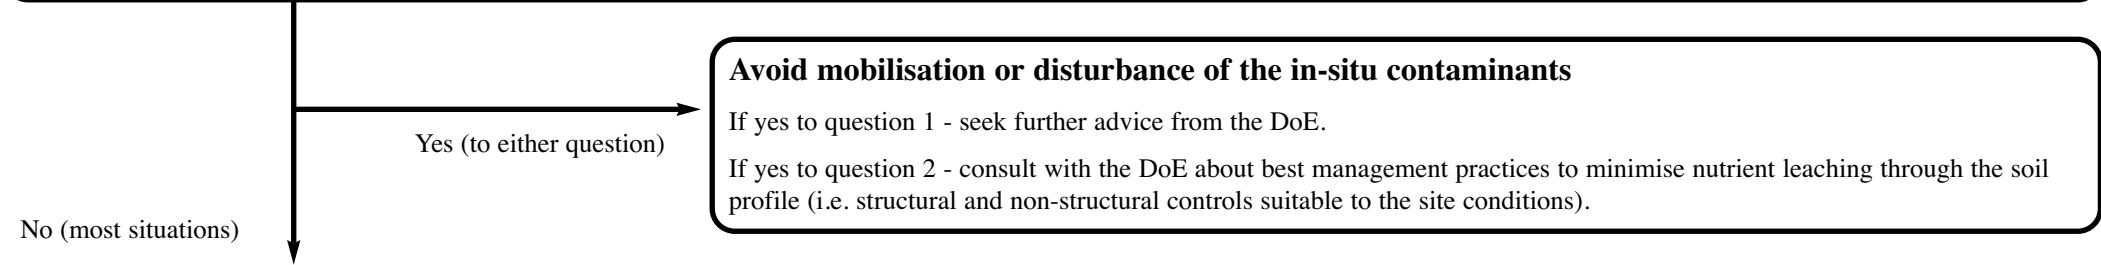 Avoid mobilisation or disturbance of the in-situ contaminants
If yes to question 1 - seek further advice from the DoE.
Yes (to either question)
If yes to question 2 - consult with the DoE about best management practices to minimise nutrient leaching through the soil
profile (i.e. structural and non-structural controls suitable to the site conditions).
No (most situations)